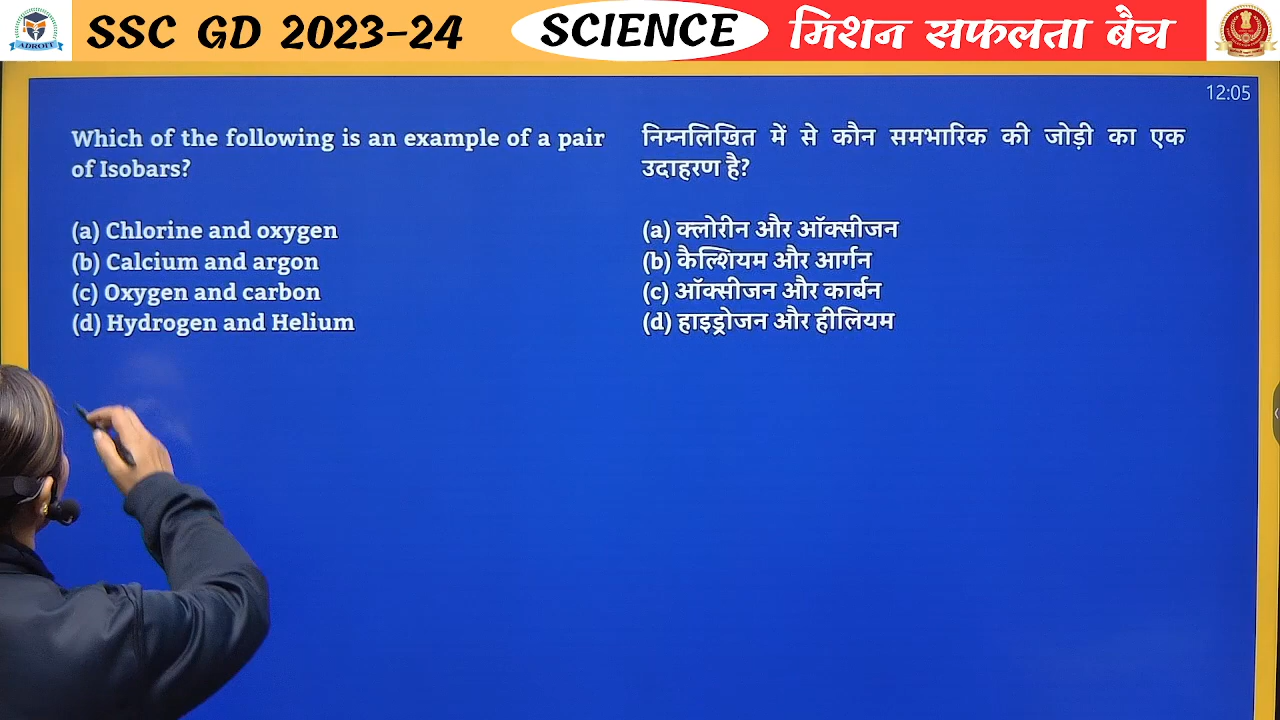 ADROIT
SSC GD 2023-24
SCIENCE
मिशन सफलता बैच
12:05
Which of the following is an example of a pair
of Isobars?
(a) Chlorine and oxygen
(b) Calcium and argon
(c) Oxygen and carbon
(d) Hydrogen and Helium
निम्नलिखित में से कौन समभारिक की जोड़ी का एक
उदाहरण है?
(a) क्लोरीन और ऑक्सीजन
(b) कैल्शियम और आर्गन
(c) ऑक्सीजन और कार्बन
(d) हाइड्रोजन और हीलियम